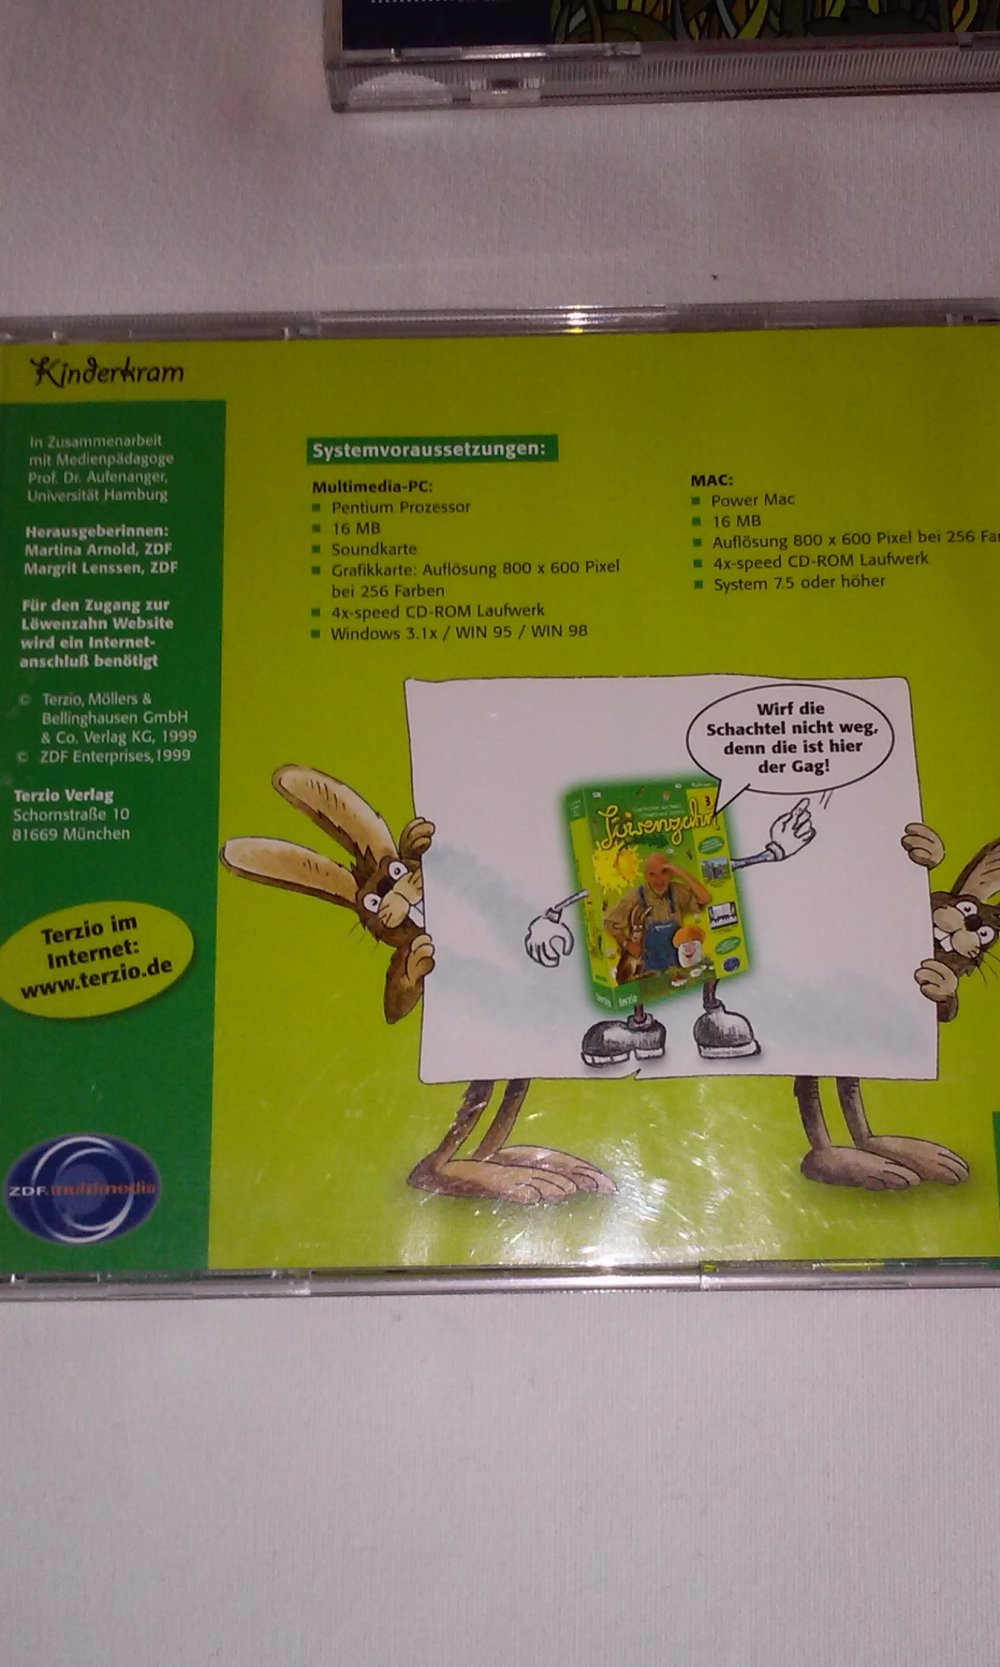 Kinderkram
In Zusammenarbeit
mit Medienpädagoge
Prof. Dr. Aufenanger,
Universität Hamburg
Herausgeberinnen:
Martina Arnold, ZDF
Margrit Lenssen, ZDF
Für den Zugang zur
Löwenzahn Website
wird ein Internet-
anschluß benötigt
© Terzio, Möllers &
Bellinghausen GmbH
& Co. Verlag KG, 1999
© ZDF Enterprises,1999
Terzio Verlag
Schornstraße 10
81669 München
Terzio im
Internet:
www.terzio.de
ZDF.multimedia
Systemvoraussetzungen:
Multimedia-PC:
Pentium Prozessor
16 MB
Soundkarte
Grafikkarte: Auflösung 800 x 600 Pixel
bei 256 Farben
4x-speed CD-ROM Laufwerk
Windows 3.1x / WIN 95 / WIN 98
MAC:
Power Mac
16 MB
Auflösung 800 x 600 Pixel bei 256 Far
4x-speed CD-ROM Laufwerk
System 7.5 oder höher
Wirf die
Schachtel nicht weg,
denn die ist hier
der Gag!
3
Löwenzahn
terzio terzio